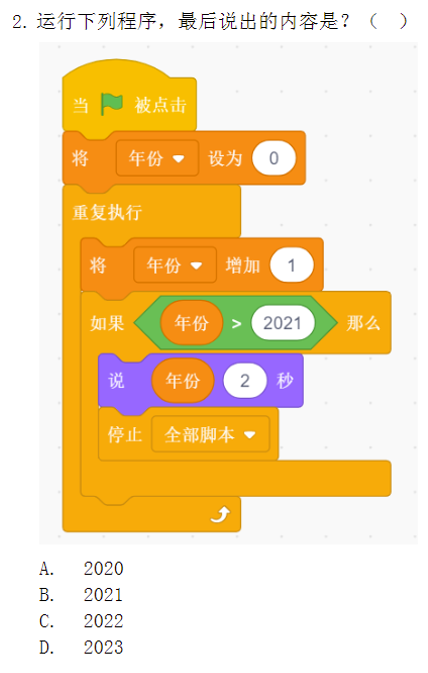 2. 运行下列程序，最后说出的内容是？（ ）
当 被点击
将 年份 设为 0
重复执行
将 年份 增加 1
如果 年份 > 2021 那么
说 年份 2 秒
停止 全部脚本
A. 2020
B. 2021
C. 2022
D. 2023